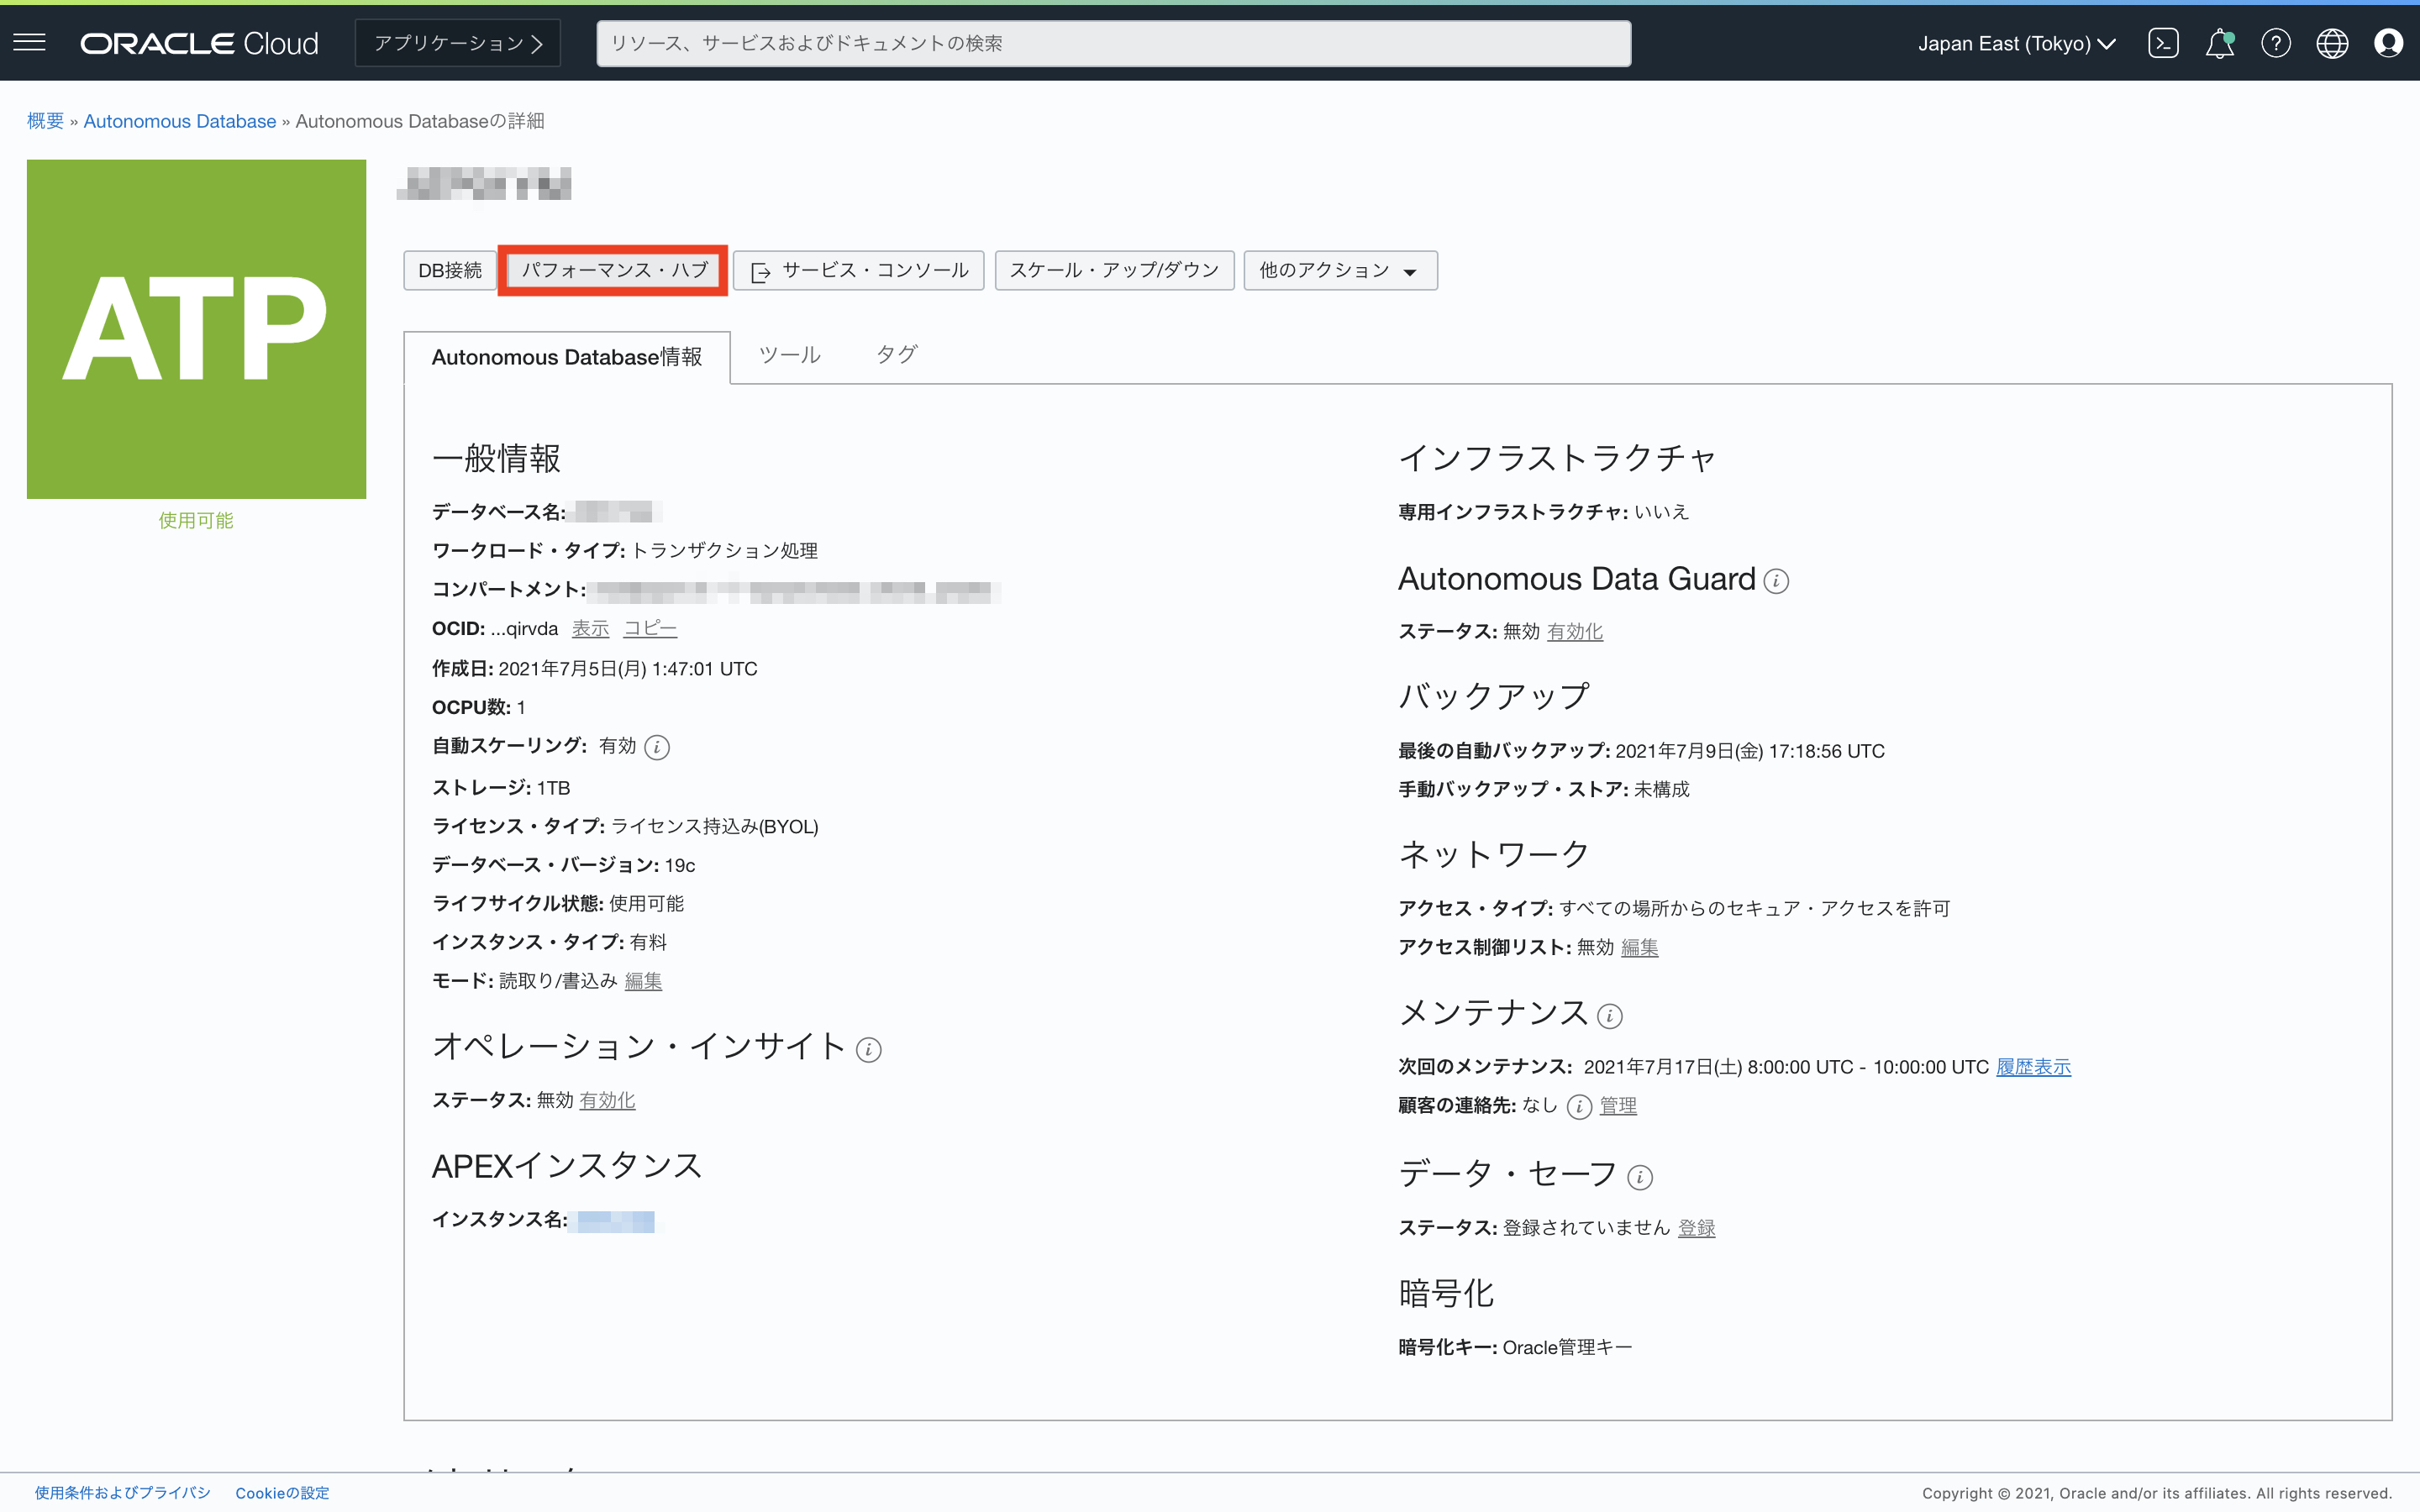 ORACLE Cloud
アプリケーション
リソース、サービスおよびドキュメントの検索
Japan East (Tokyo)
概要 » Autonomous Database » Autonomous Databaseの詳細
ATP
使用可能
DB接続
パフォーマンス・ハブ
サービス・コンソール
スケール・アップ/ダウン
他のアクション
Autonomous Database情報
ツール
タグ
一般情報
データベース名:
ワークロード・タイプ: トランザクション処理
コンパートメント:
OCID: ...qirvda 表示 コピー
作成日: 2021年7月5日(月) 1:47:01 UTC
OCPU数: 1
自動スケーリング: 有効
ストレージ: 1TB
ライセンス・タイプ: ライセンス持込み(BYOL)
データベース・バージョン: 19c
ライフサイクル状態: 使用可能
インスタンス・タイプ: 有料
モード: 読取り/書込み 編集
オペレーション・インサイト
ステータス: 無効 有効化
APEXインスタンス
インスタンス名:
インフラストラクチャ
専用インフラストラクチャ: いいえ
Autonomous Data Guard
ステータス: 無効 有効化
バックアップ
最後の自動バックアップ: 2021年7月9日(金) 17:18:56 UTC
手動バックアップ・ストア: 未構成
ネットワーク
アクセス・タイプ: すべての場所からのセキュア・アクセスを許可
アクセス制御リスト: 無効 編集
メンテナンス
次回のメンテナンス: 2021年7月17日(土) 8:00:00 UTC - 10:00:00 UTC 履歴表示
顧客の連絡先: なし 管理
データ・セーフ
ステータス: 登録されていません 登録
暗号化
暗号化キー: Oracle管理キー
使用条件およびプライバシ
Cookieの設定
Copyright © 2021, Oracle and/or its affiliates. All rights reserved.